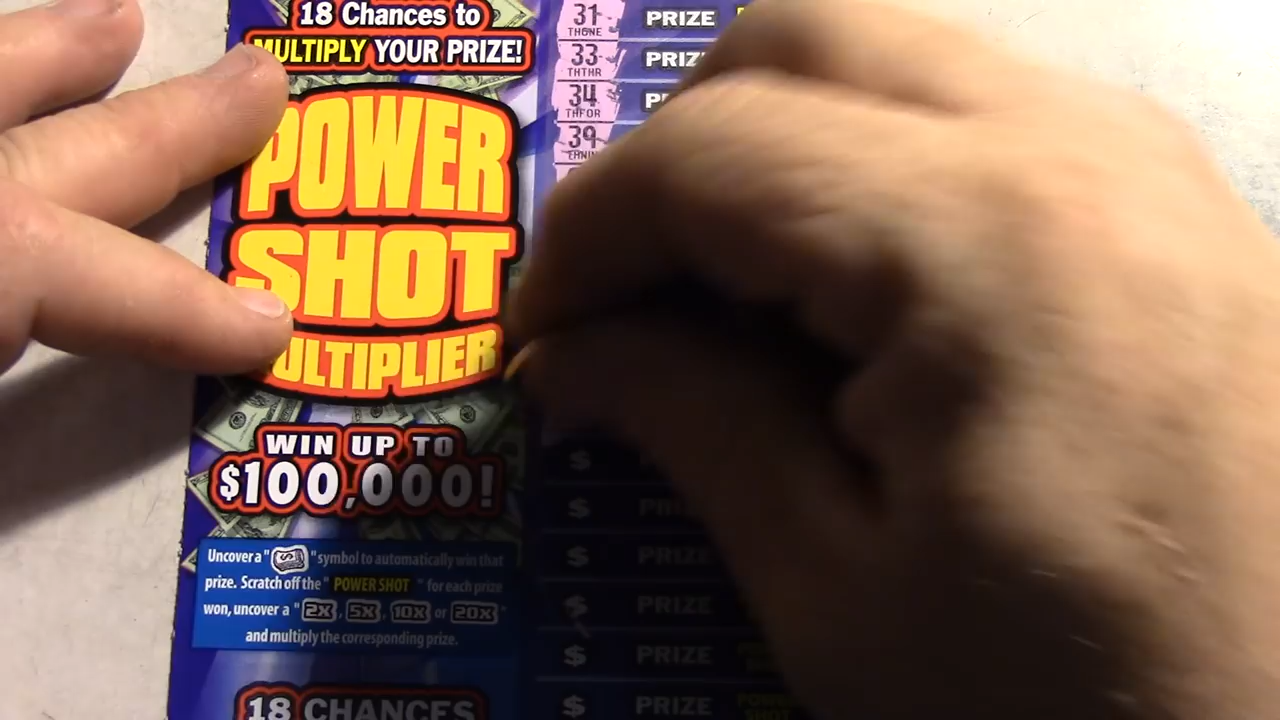 18 Chances to
MULTIPLY YOUR PRIZE!
POWER
SHOT
ULTIPLIER
WIN UP TO
$100,000!
Uncover a " $ " symbol to automatically win that
prize. Scratch off the " POWER SHOT " for each prize
won, uncover a " 2X , 5X , 10X or 20X "
and multiply the corresponding prize.
18 CHANCES
31 PRIZE
THONE
33 PRIZE
THTHR
34
THFOR
39
$
$
$ PRIZE
$ PRIZE
$ PRIZE
$ PRIZE POWER
SHOT